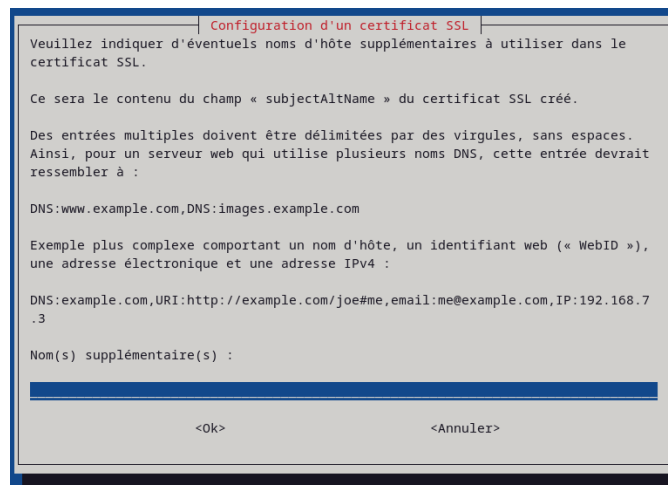 Configuration d'un certificat SSL
Veuillez indiquer d'éventuels noms d'hôte supplémentaires à utiliser dans le
certificat SSL.
Ce sera le contenu du champ « subjectAltName » du certificat SSL créé.
Des entrées multiples doivent être délimitées par des virgules, sans espaces.
Ainsi, pour un serveur web qui utilise plusieurs noms DNS, cette entrée devrait
ressembler à :
DNS:www.example.com,DNS:images.example.com
Exemple plus complexe comportant un nom d'hôte, un identifiant web (« WebID »),
une adresse électronique et une adresse IPv4 :
DNS:example.com,URI:http://example.com/joe#me,email:me@example.com,IP:192.168.7
.3
Nom(s) supplémentaire(s) :
<Ok> <Annuler>